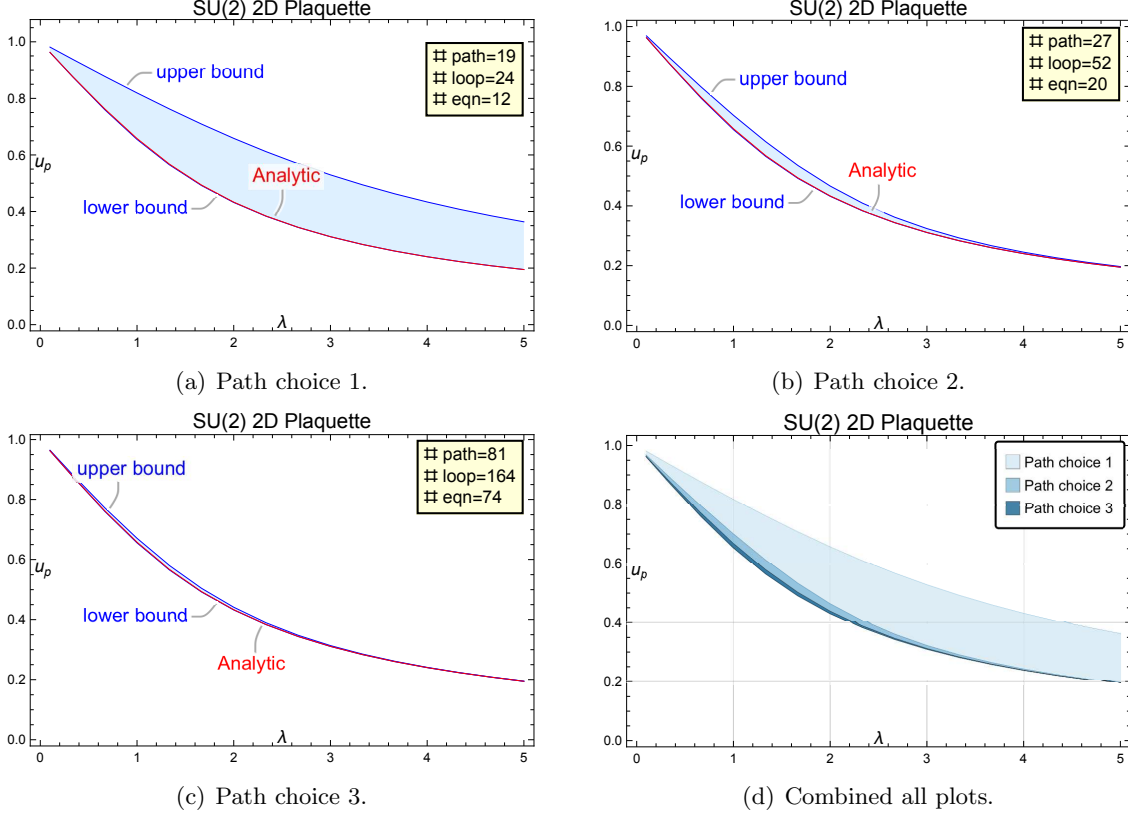 SU(2) 2D Plaquette
1.0
0.8
0.6
0.4
0.2
0.0
u_p
upper bound
lower bound
Analytic
# path=19
# loop=24
# eqn=12
λ
0 1 2 3 4 5
(a) Path choice 1.
SU(2) 2D Plaquette
1.0
0.8
0.6
0.4
0.2
0.0
u_p
upper bound
lower bound
Analytic
# path=27
# loop=52
# eqn=20
λ
0 1 2 3 4 5
(b) Path choice 2.
SU(2) 2D Plaquette
1.0
0.8
0.6
0.4
0.2
0.0
u_p
upper bound
lower bound
Analytic
# path=81
# loop=164
# eqn=74
λ
0 1 2 3 4 5
(c) Path choice 3.
SU(2) 2D Plaquette
1.0
0.8
0.6
0.4
0.2
0.0
u_p
Path choice 1
Path choice 2
Path choice 3
λ
0 1 2 3 4 5
(d) Combined all plots.